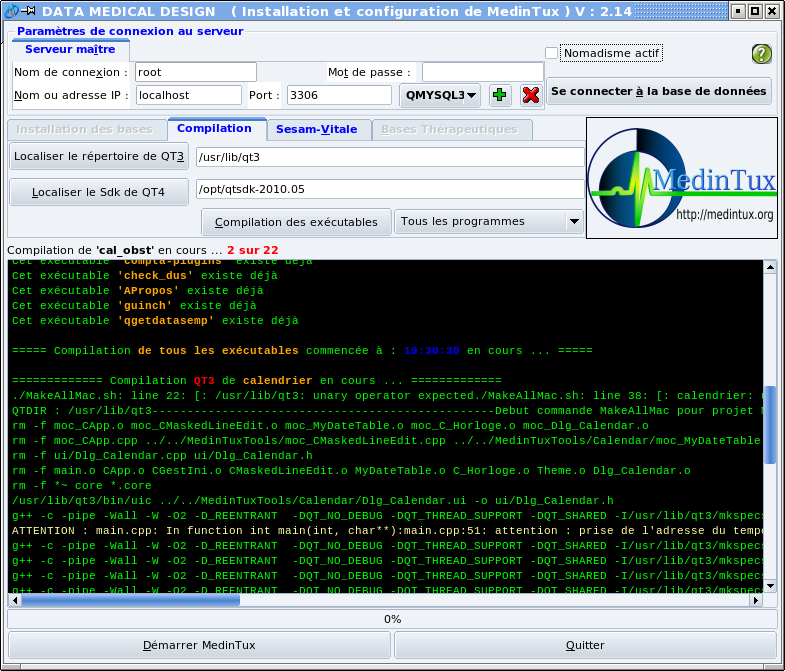 DATA MEDICAL DESIGN ( Installation et configuration de MedinTux ) V : 2.14
Paramètres de connexion au serveur
Serveur maître
Nomadisme actif
Nom de connexion : root Mot de passe :
Nom ou adresse IP : localhost Port : 3306 QMYSQL3 Se connecter à la base de données
Installation des bases Compilation Sesam-Vitale Bases Thérapeutiques
Localiser le répertoire de QT3 /usr/lib/qt3
Localiser le Sdk de QT4 /opt/qtsdk-2010.05
MedinTux
http://medintux.org
Compilation des exécutables Tous les programmes
Compilation de 'cal_obst' en cours ... 2 sur 22
Cet exécutable 'compta-plugins' existe déjà
Cet exécutable 'check_dus' existe déjà
Cet exécutable 'APropos' existe déjà
Cet exécutable 'guinch' existe déjà
Cet exécutable 'qgetdatasemp' existe déjà
===== Compilation de tous les exécutables commencée à : 19:30:30 en cours ... =====
============= Compilation QT3 de calendrier en cours ... =============
./MakeAllMac.sh: line 22: [: /usr/lib/qt3: unary operator expected./MakeAllMac.sh: line 38: [: calendrier:
QTDIR : /usr/lib/qt3-------------------------------------------------Debut commande MakeAllMac pour projet
rm -f moc_CApp.o moc_CMaskedLineEdit.o moc_MyDateTable.o moc_C_Horloge.o moc_Dlg_Calendar.o
rm -f moc_CApp.cpp ../../MedinTuxTools/moc_CMaskedLineEdit.cpp ../../MedinTuxTools/Calendar/moc_MyDateTable
rm -f ui/Dlg_Calendar.cpp ui/Dlg_Calendar.h
rm -f main.o CApp.o CGestIni.o CMaskedLineEdit.o MyDateTable.o C_Horloge.o Theme.o Dlg_Calendar.o
rm -f *~ core *.core
/usr/lib/qt3/bin/uic ../../MedinTuxTools/Calendar/Dlg_Calendar.ui -o ui/Dlg_Calendar.h
g++ -c -pipe -Wall -W -O2 -D_REENTRANT -DQT_NO_DEBUG -DQT_THREAD_SUPPORT -DQT_SHARED -I/usr/lib/qt3/mkspecs
ATTENTION : main.cpp: In function int main(int, char**):main.cpp:51: attention : prise de l'adresse du temp
g++ -c -pipe -Wall -W -O2 -D_REENTRANT -DQT_NO_DEBUG -DQT_THREAD_SUPPORT -DQT_SHARED -I/usr/lib/qt3/mkspecs
g++ -c -pipe -Wall -W -O2 -D_REENTRANT -DQT_NO_DEBUG -DQT_THREAD_SUPPORT -DQT_SHARED -I/usr/lib/qt3/mkspecs
g++ -c -pipe -Wall -W -O2 -D_REENTRANT -DQT_NO_DEBUG -DQT_THREAD_SUPPORT -DQT_SHARED -I/usr/lib/qt3/mkspecs
g++ -c -pipe -Wall -W -O2 -D_REENTRANT -DQT_NO_DEBUG -DQT_THREAD_SUPPORT -DQT_SHARED -I/usr/lib/qt3/mkspecs
0%
Démarrer MedinTux Quitter